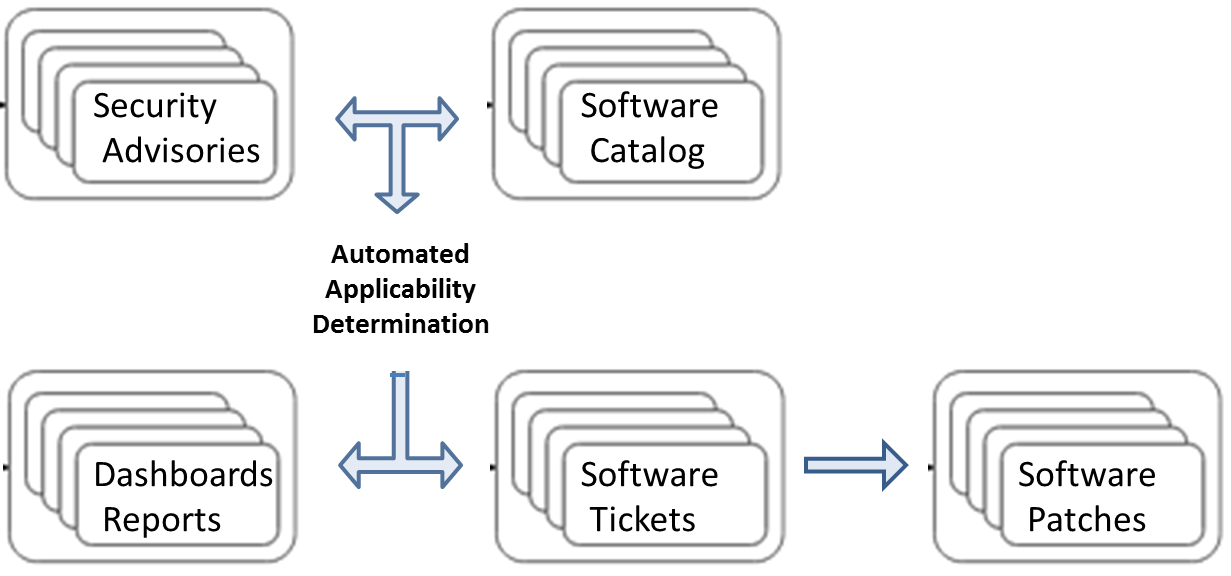 Security
Advisories
Software
Catalog
Automated
Applicability
Determination
Dashboards
Reports
Software
Tickets
Software
Patches